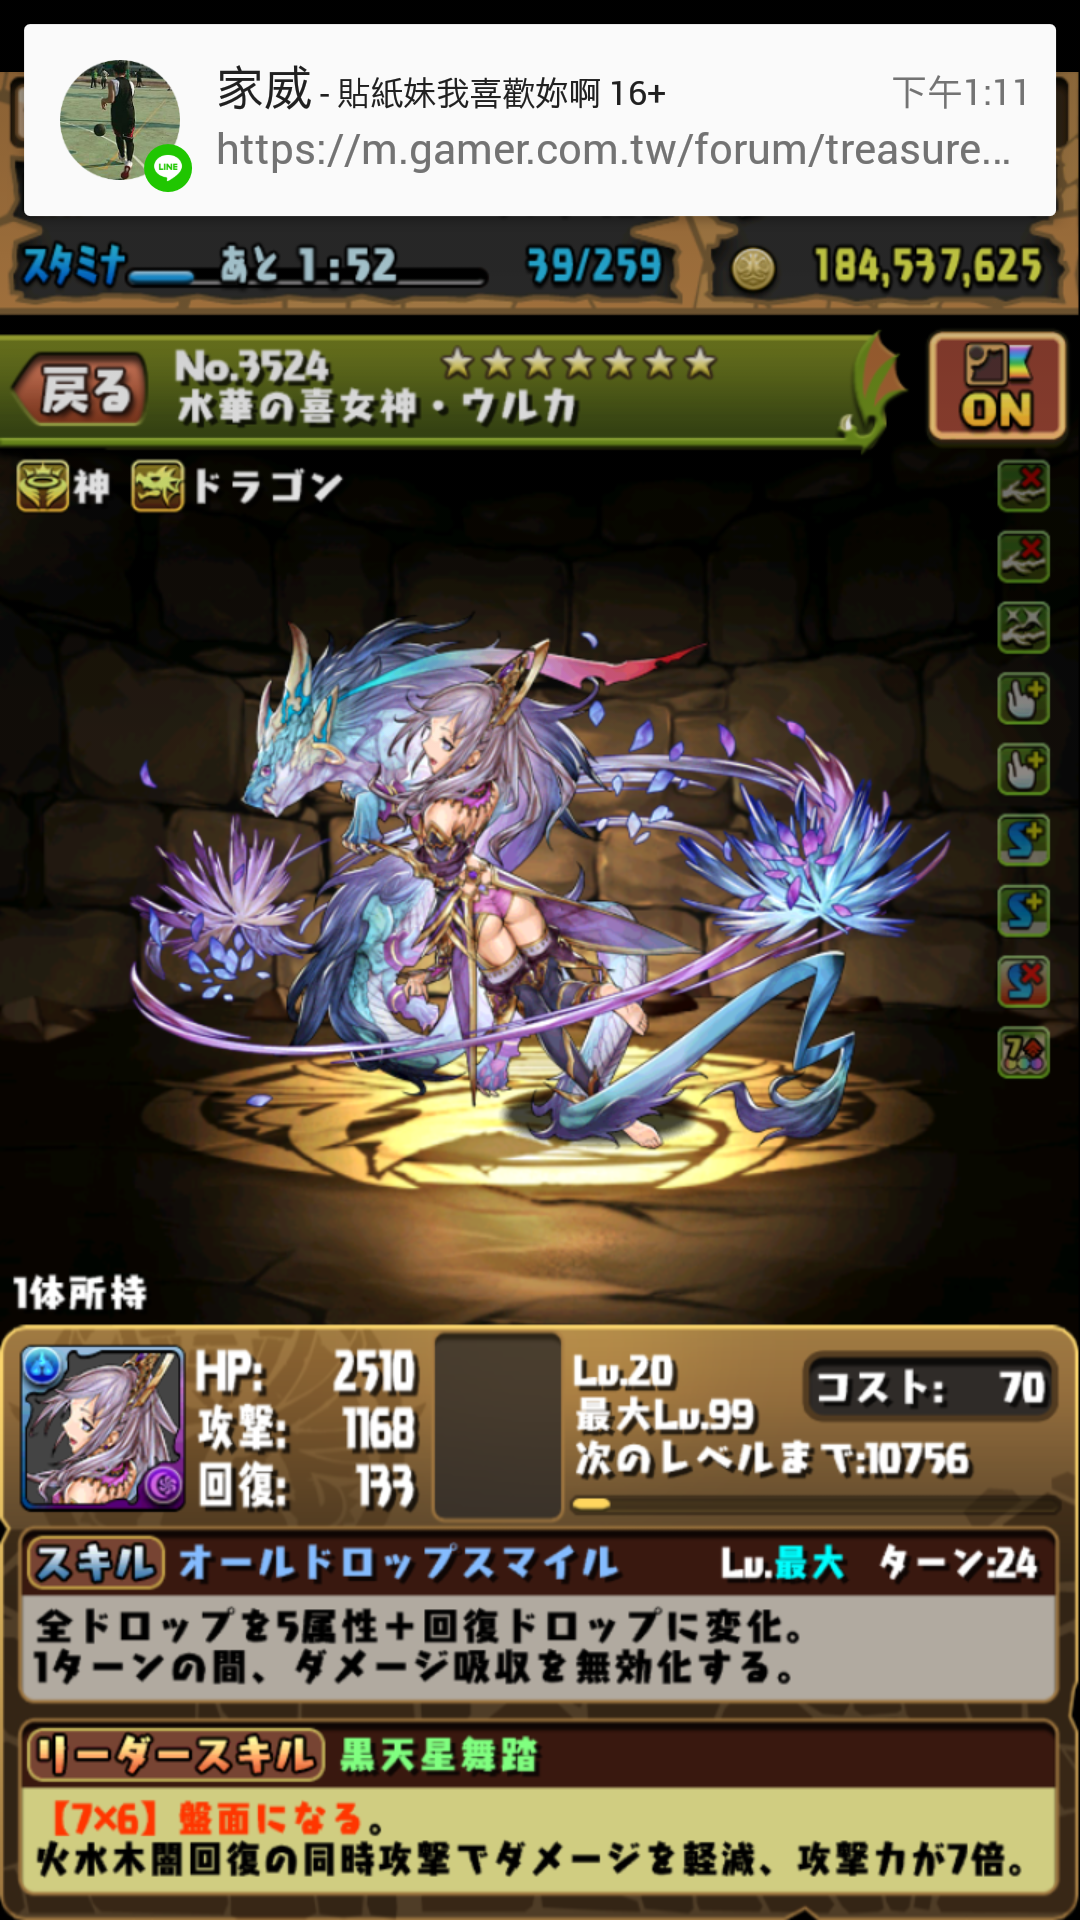 家威 - 貼紙妹我喜歡妳啊 16+
下午1:11
https://m.gamer.com.tw/forum/treasure...
LINE
スタミナ あと 1:52 39/259 184,537,625
戻る
No.3524 ★★★★★★★
水華の喜女神・ウルカ
ON
神 ドラゴン
1体所持
HP: 2510
攻撃: 1168
回復: 133
Lv.20
最大Lv.99
次のレベルまで:10756
コスト: 70
スキル オールドロップスマイル Lv.最大 ターン:24
全ドロップを5属性＋回復ドロップに変化。
1ターンの間、ダメージ吸収を無効化する。
リーダースキル 黒天星舞踏
【7×6】盤面になる。
火水木闇回復の同時攻撃でダメージを軽減、攻撃力が7倍。